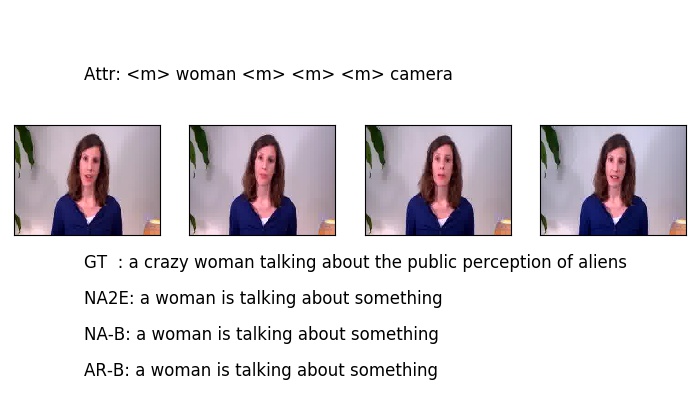 Attr: <m> woman <m> <m> <m> camera
GT : a crazy woman talking about the public perception of aliens
NA2E: a woman is talking about something
NA-B: a woman is talking about something
AR-B: a woman is talking about something